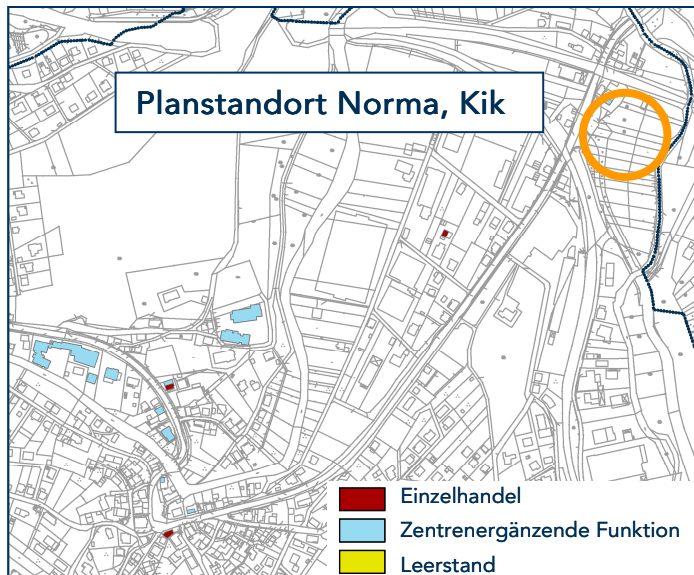 Planstandort Norma, Kik
Einzelhandel
Zentrenergänzende Funktion
Leerstand